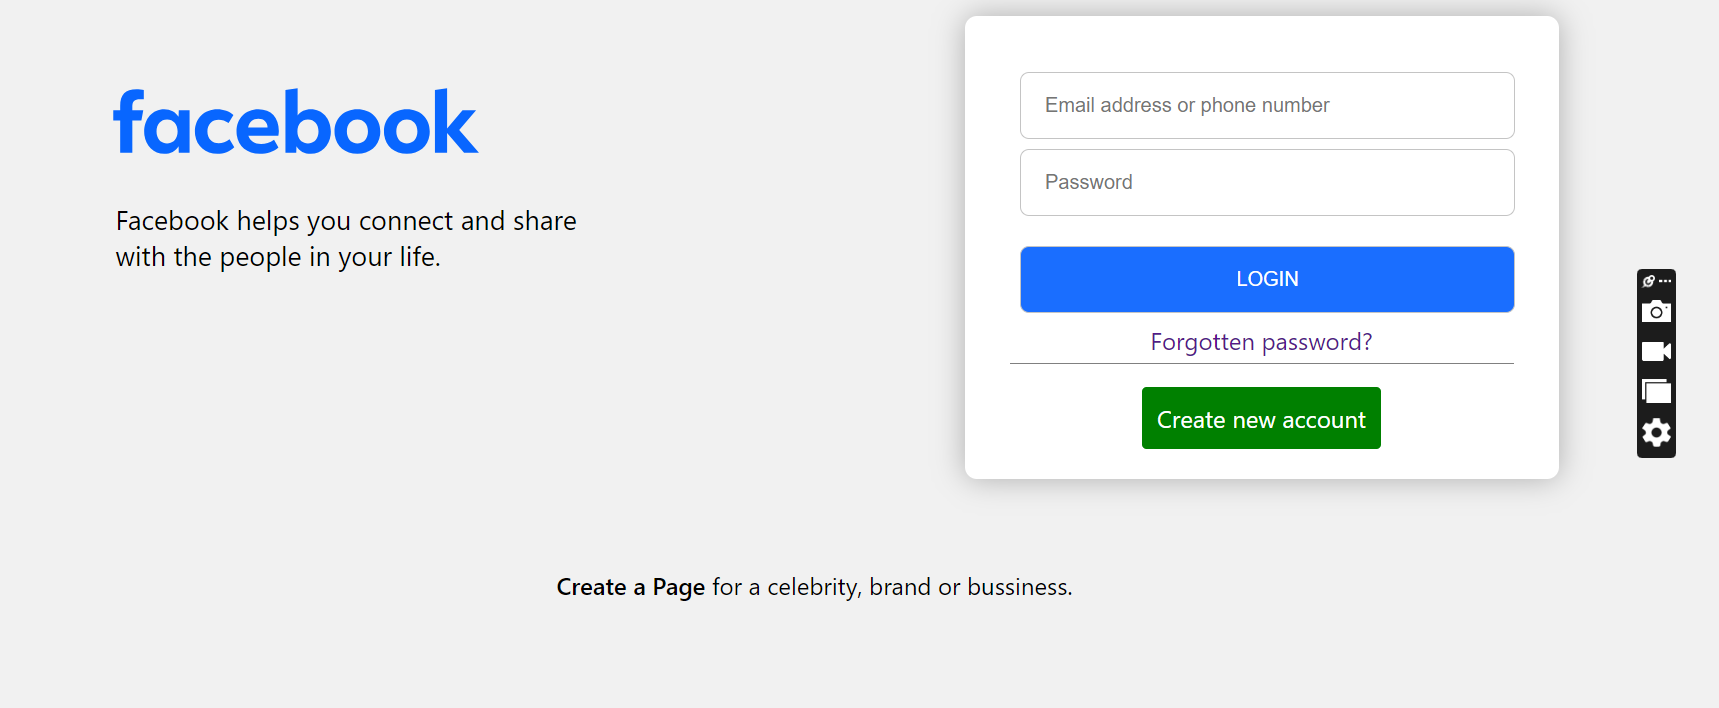 facebook
Facebook helps you connect and share
with the people in your life.
Email address or phone number
Password
LOGIN
Forgotten password?
Create new account
Create a Page for a celebrity, brand or bussiness.